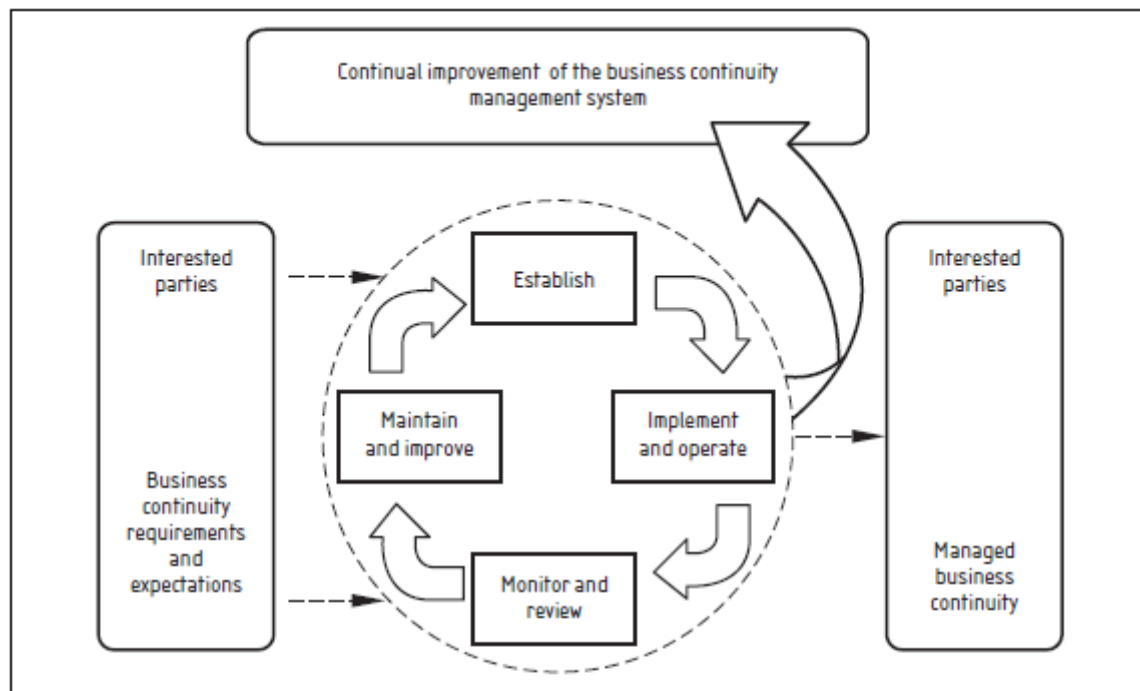 Continual improvement of the business continuity
management system
Interested
parties
Business
continuity
requirements
and
expectations
Establish
Maintain
and improve
Implement
and operate
Monitor and
review
Interested
parties
Managed
business
continuity